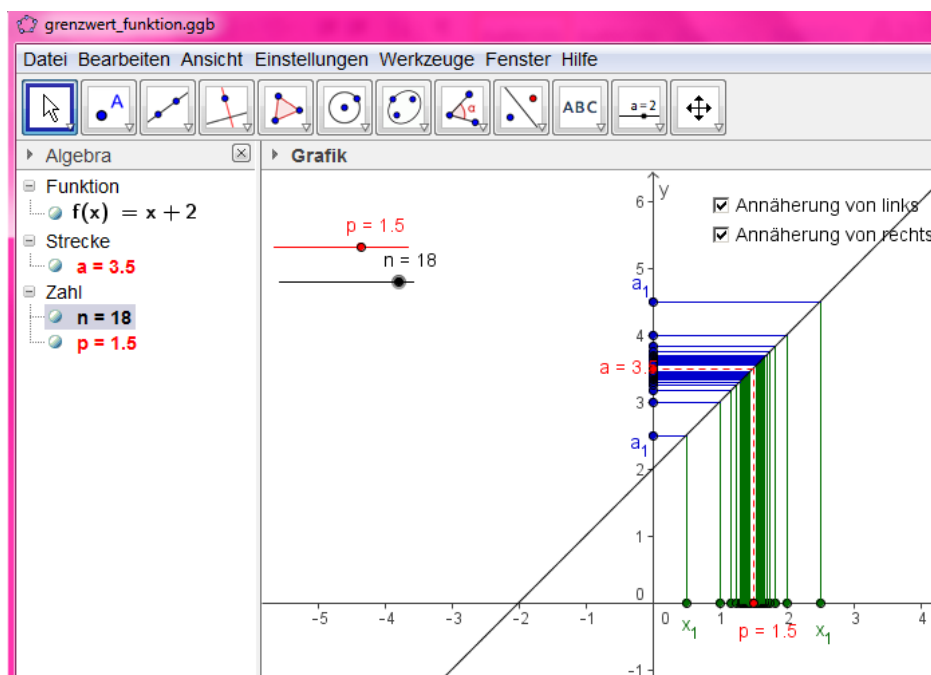 grenzwert_funktion.ggb
Datei Bearbeiten Ansicht Einstellungen Werkzeuge Fenster Hilfe
A
α
ABC
a=2
Algebra
Grafik
Funktion
f(x) = x + 2
Strecke
a = 3.5
Zahl
n = 18
p = 1.5
p = 1.5
n = 18
y
Annäherung von links
Annäherung von rechts
6
5
a1
4
a = 3.5
3
a1
2
1
0
-5 -4 -3 -2 -1 0 1 2 3 4
x1 p = 1.5 x1
-1